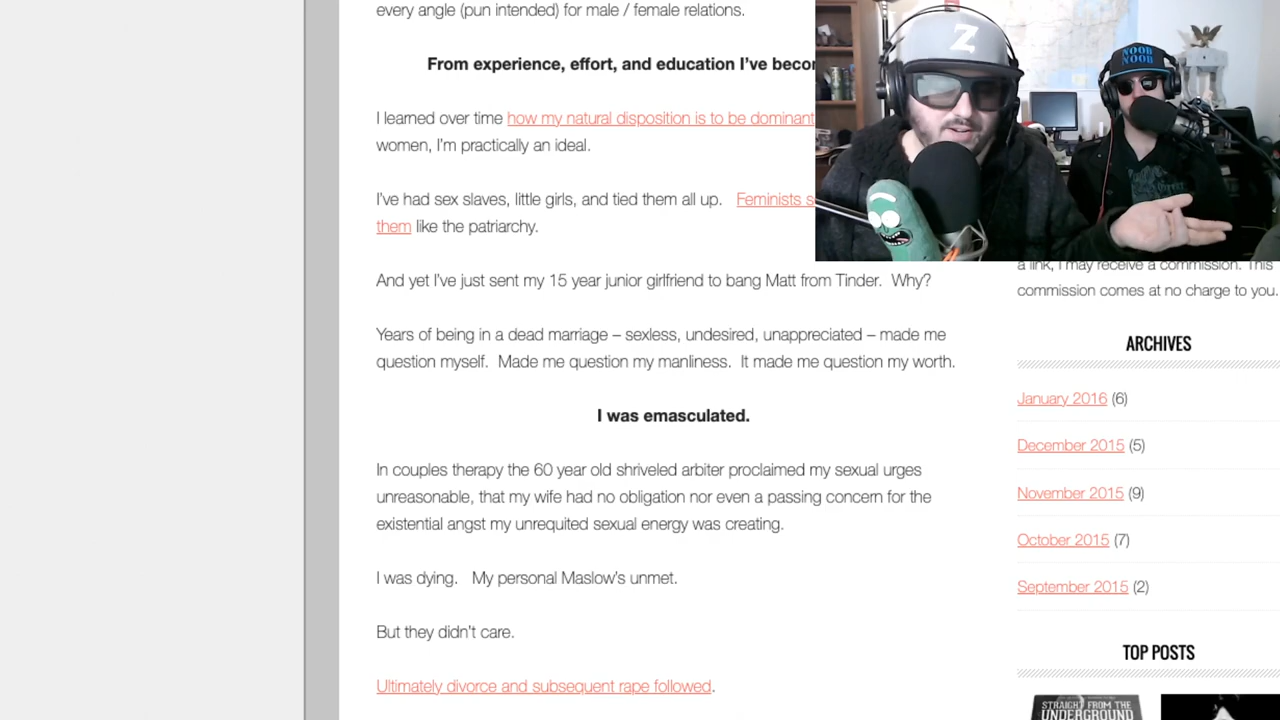 every angle (pun intended) for male / female relations.
From experience, effort, and education I've becor
I learned over time how my natural disposition is to be dominant
women, I'm practically an ideal.
I've had sex slaves, little girls, and tied them all up. Feminists s
them like the patriarchy.
And yet I've just sent my 15 year junior girlfriend to bang Matt from Tinder. Why?
Years of being in a dead marriage – sexless, undesired, unappreciated – made me
question myself. Made me question my manliness. It made me question my worth.
I was emasculated.
In couples therapy the 60 year old shriveled arbiter proclaimed my sexual urges
unreasonable, that my wife had no obligation nor even a passing concern for the
existential angst my unrequited sexual energy was creating.
I was dying. My personal Maslow's unmet.
But they didn't care.
Ultimately divorce and subsequent rape followed.
Z
NOOB
NOOB
a link, I may receive a commission. This
commission comes at no charge to you.
ARCHIVES
January 2016 (6)
December 2015 (5)
November 2015 (9)
October 2015 (7)
September 2015 (2)
TOP POSTS
STRAIGHT FROM THE
UNDERGROUND